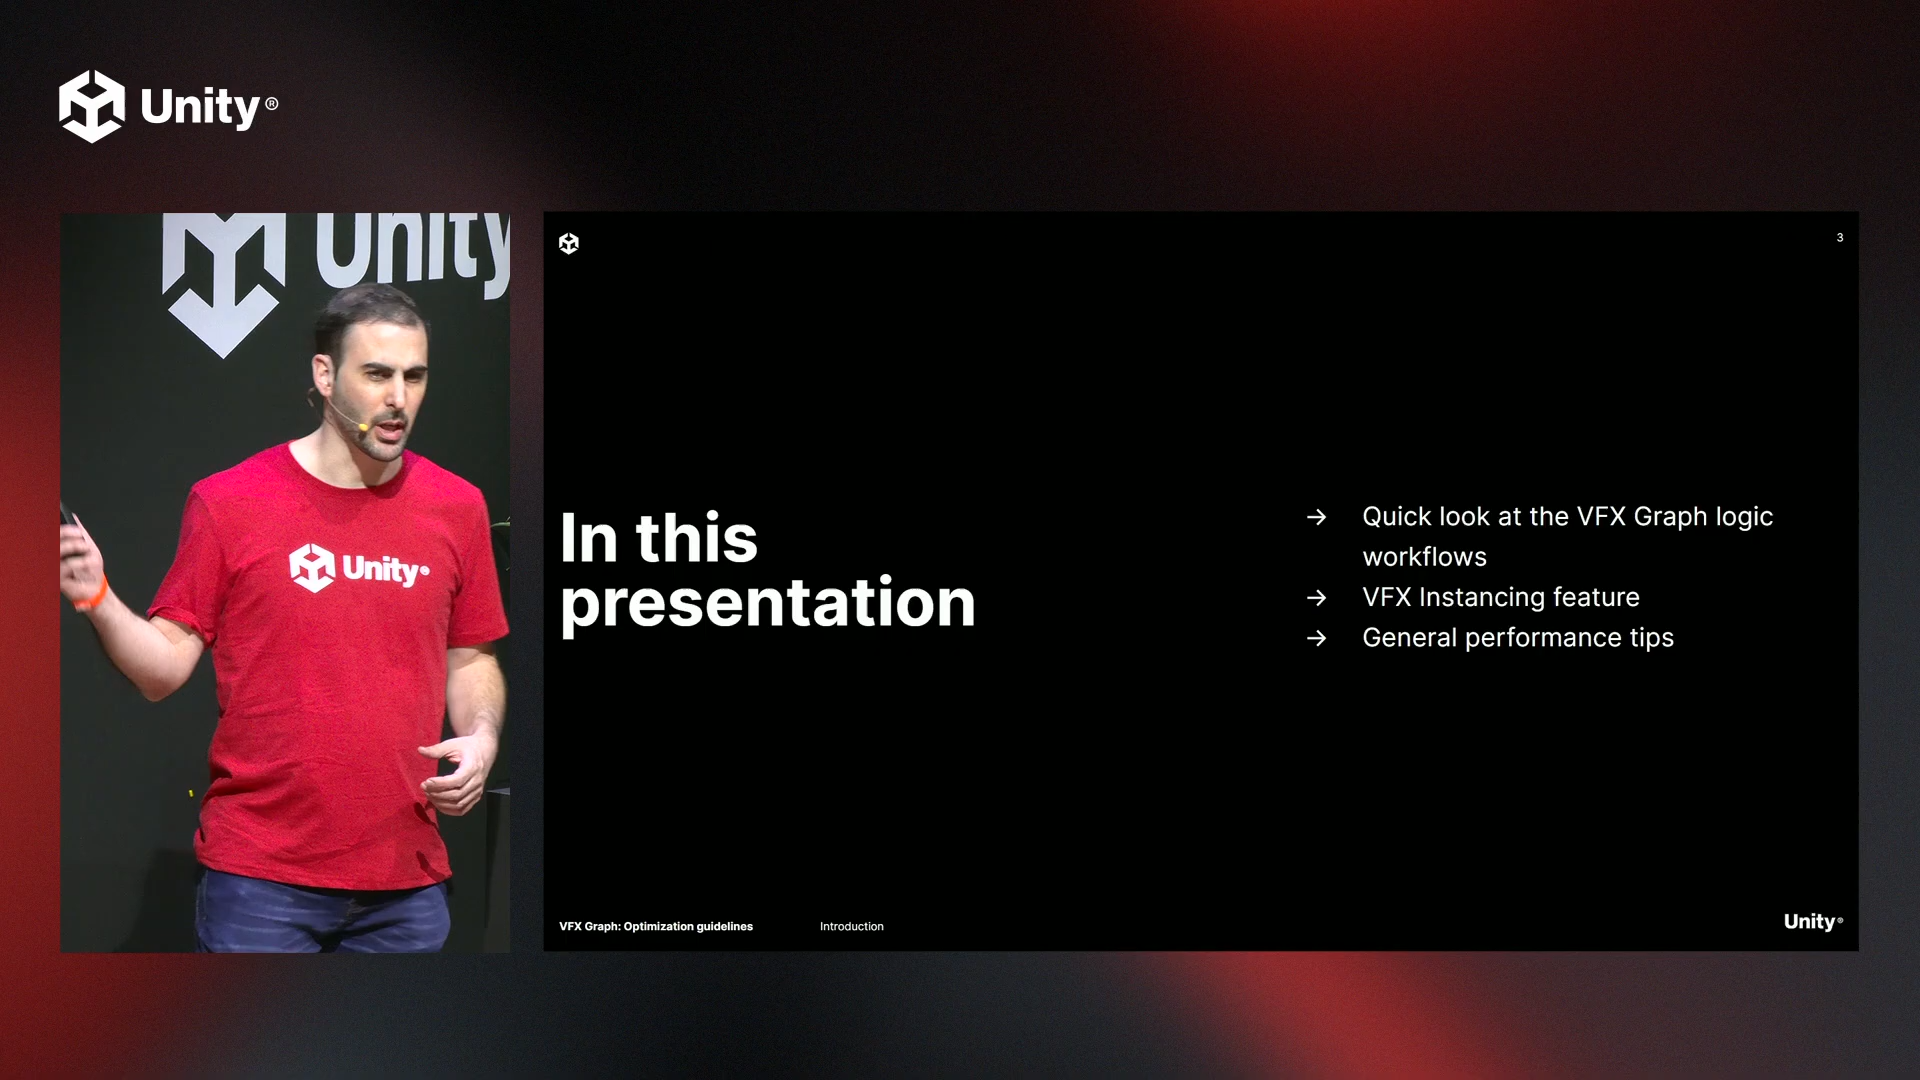 Unity®
Unity
Unity®
3
In this
presentation
→ Quick look at the VFX Graph logic
workflows
→ VFX Instancing feature
→ General performance tips
VFX Graph: Optimization guidelines
Introduction
Unity®